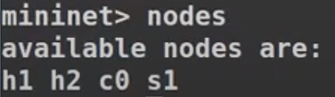 mininet> nodes
available nodes are:
h1 h2 c0 s1